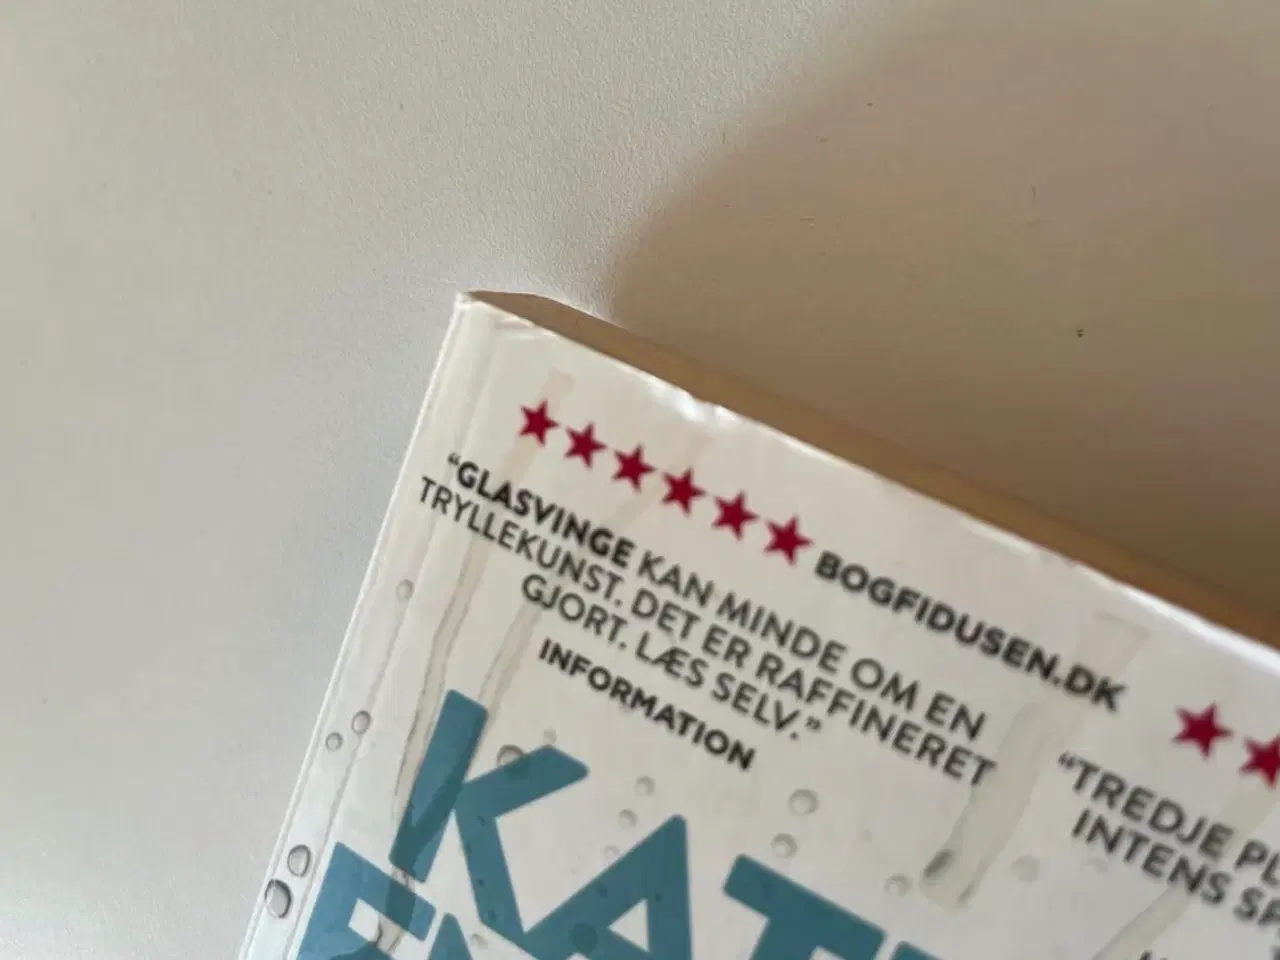 BOGFIDUSEN.DK
“GLASVINGE KAN MINDE OM EN
TRYLLEKUNST. DET ER RAFFINERET
GJORT. LÆS SELV.”
INFORMATION
“TREDJE
INTENS